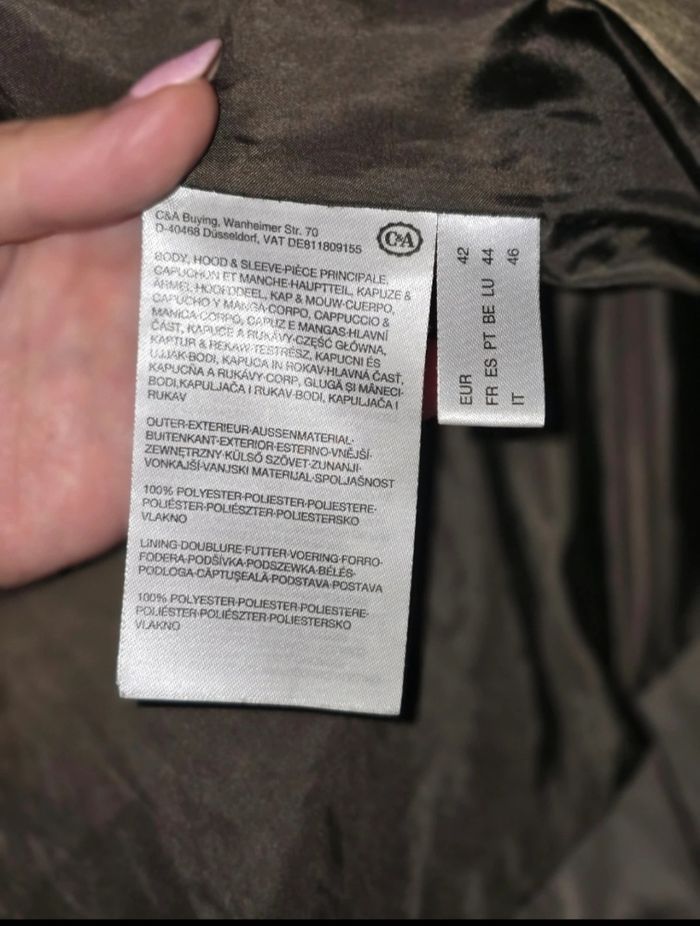 C&A Buying, Wanheimer Str. 70
D-40468 Düsseldorf, VAT DE811809155
C&A
BODY, HOOD & SLEEVE·PIÈCE PRINCIPALE,
CAPUCHON ET MANCHE·HAUPTTEIL, KAPUZE &
ÄRMEL·HOOFDDEEL, KAP & MOUW·CUERPO,
CAPUCHO Y MANGA·CORPO, CAPPUCCIO &
MANICA·CORPO, CAPUZ E MANGAS·HLAVNÍ
ČÁST, KAPUCE A RUKÁVY·CZĘŚĆ GŁÓWNA,
KAPTUR & RĘKAW·TESTRÉSZ, KAPUCNI ÉS
UJJAK·BODI, KAPUCA IN ROKAV·HLAVNÁ ČASŤ,
KAPUCŇA A RUKÁVY·CORP, GLUGĂ ȘI MÂNECI·
BODI,KAPULJAČA I RUKAV·BODI, KAPULJAČA I
RUKAV
OUTER·EXTERIEUR·AUSSENMATERIAL·
BUITENKANT·EXTERIOR·ESTERNO·VNĚJŠÍ·
ZEWNĘTRZNY·KÜLSŐ SZÖVET·ZUNANJI·
VONKAJŠÍ·VANJSKI MATERIJAL·SPOLJAŠNOST
100% POLYESTER·POLIESTER·POLIESTERE·
POLIÉSTER·POLIÉSZTER·POLIESTERSKO
VLAKNO
LINING·DOUBLURE·FUTTER·VOERING·FORRO·
FODERA·PODŠÍVKA·PODSZEWKA·BÉLÉS·
PODLOGA·CĂPTUȘEALĂ·PODSTAVA·POSTAVA
100% POLYESTER·POLIESTER·POLIESTERE·
POLIÉSTER·POLIÉSZTER·POLIESTERSKO
VLAKNO
EUR 42
FR ES PT BE LU 44
IT 46